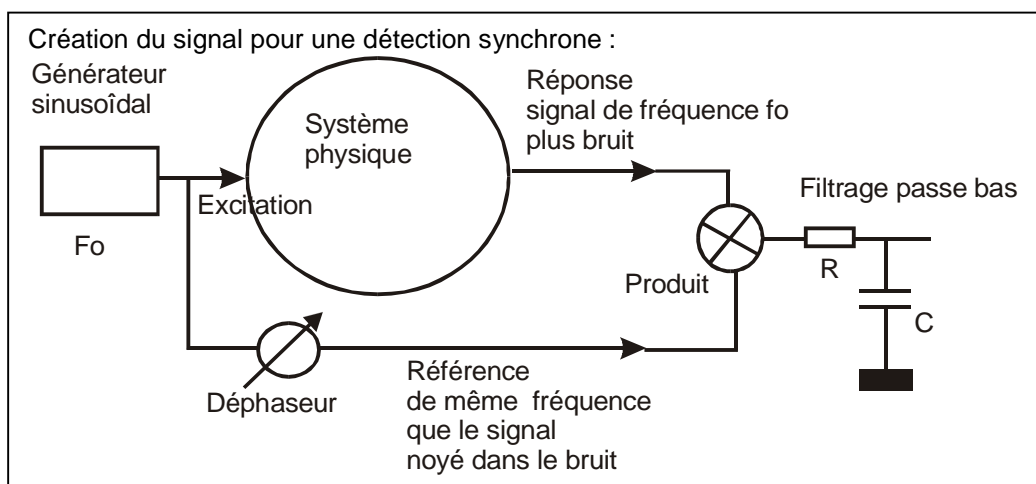 Création du signal pour une détection synchrone :
Générateur
sinusoîdal
Système
physique
Réponse
signal de fréquence fo
plus bruit
Excitation
Fo
Filtrage passe bas
Produit
R
C
Déphaseur
Référence
de même fréquence
que le signal
noyé dans le bruit